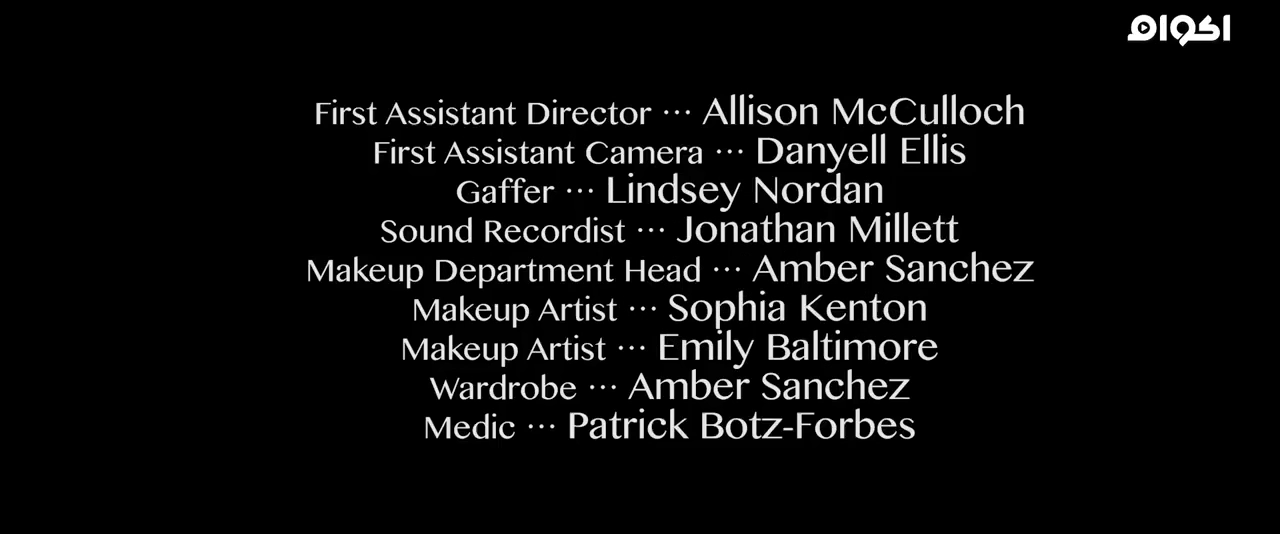 اكوام
First Assistant Director ··· Allison McCulloch
First Assistant Camera ··· Danyell Ellis
Gaffer ··· Lindsey Nordan
Sound Recordist ··· Jonathan Millett
Makeup Department Head ··· Amber Sanchez
Makeup Artist ··· Sophia Kenton
Makeup Artist ··· Emily Baltimore
Wardrobe ··· Amber Sanchez
Medic ··· Patrick Botz-Forbes